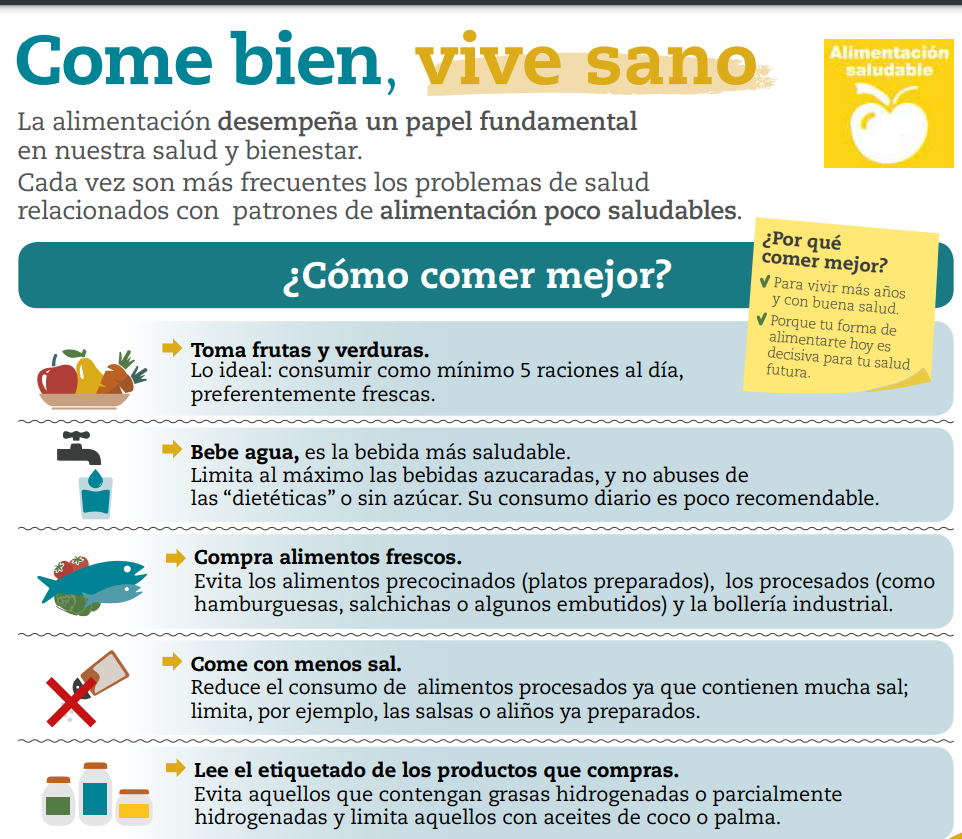 Come bien, vive sano
Alimentación
saludable
La alimentación desempeña un papel fundamental
en nuestra salud y bienestar.
Cada vez son más frecuentes los problemas de salud
relacionados con patrones de alimentación poco saludables.
¿Por qué
comer mejor?
✔ Para vivir más años
y con buena salud.
✔ Porque tu forma de
alimentarte hoy es
decisiva para tu salud
futura.
¿Cómo comer mejor?
Toma frutas y verduras.
Lo ideal: consumir como mínimo 5 raciones al día,
preferentemente frescas.
Bebe agua, es la bebida más saludable.
Limita al máximo las bebidas azucaradas, y no abuses de
las “dietéticas” o sin azúcar. Su consumo diario es poco recomendable.
Compra alimentos frescos.
Evita los alimentos precocinados (platos preparados), los procesados (como
hamburguesas, salchichas o algunos embutidos) y la bollería industrial.
Come con menos sal.
Reduce el consumo de alimentos procesados ya que contienen mucha sal;
limita, por ejemplo, las salsas o aliños ya preparados.
Lee el etiquetado de los productos que compras.
Evita aquellos que contengan grasas hidrogenadas o parcialmente
hidrogenadas y limita aquellos con aceites de coco o palma.